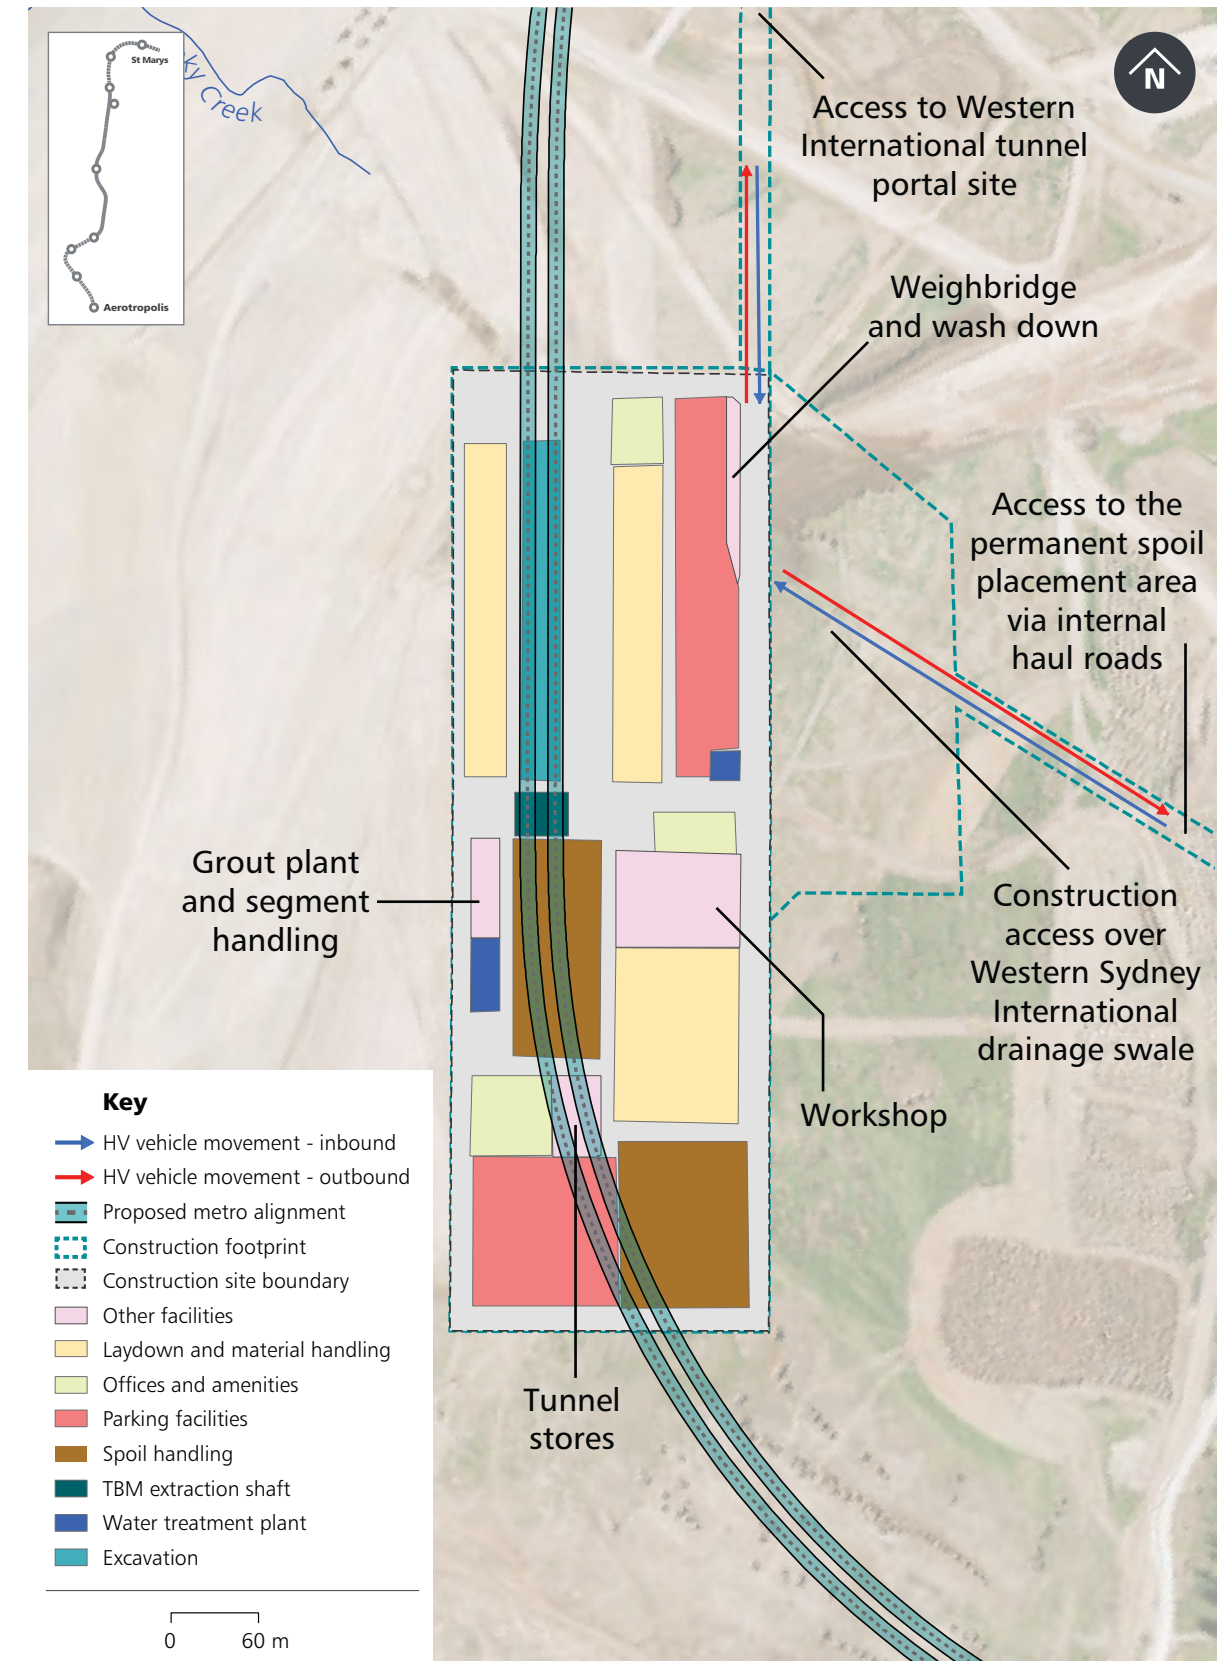 St Marys
Aerotropolis
ky Creek
N
Access to Western
International tunnel
portal site
Weighbridge
and wash down
Access to the
permanent spoil
placement area
via internal
haul roads
Grout plant
and segment
handling
Construction
access over
Western Sydney
International
drainage swale
Workshop
Tunnel
stores
Key
HV vehicle movement - inbound
HV vehicle movement - outbound
Proposed metro alignment
Construction footprint
Construction site boundary
Other facilities
Laydown and material handling
Offices and amenities
Parking facilities
Spoil handling
TBM extraction shaft
Water treatment plant
Excavation
0 60 m